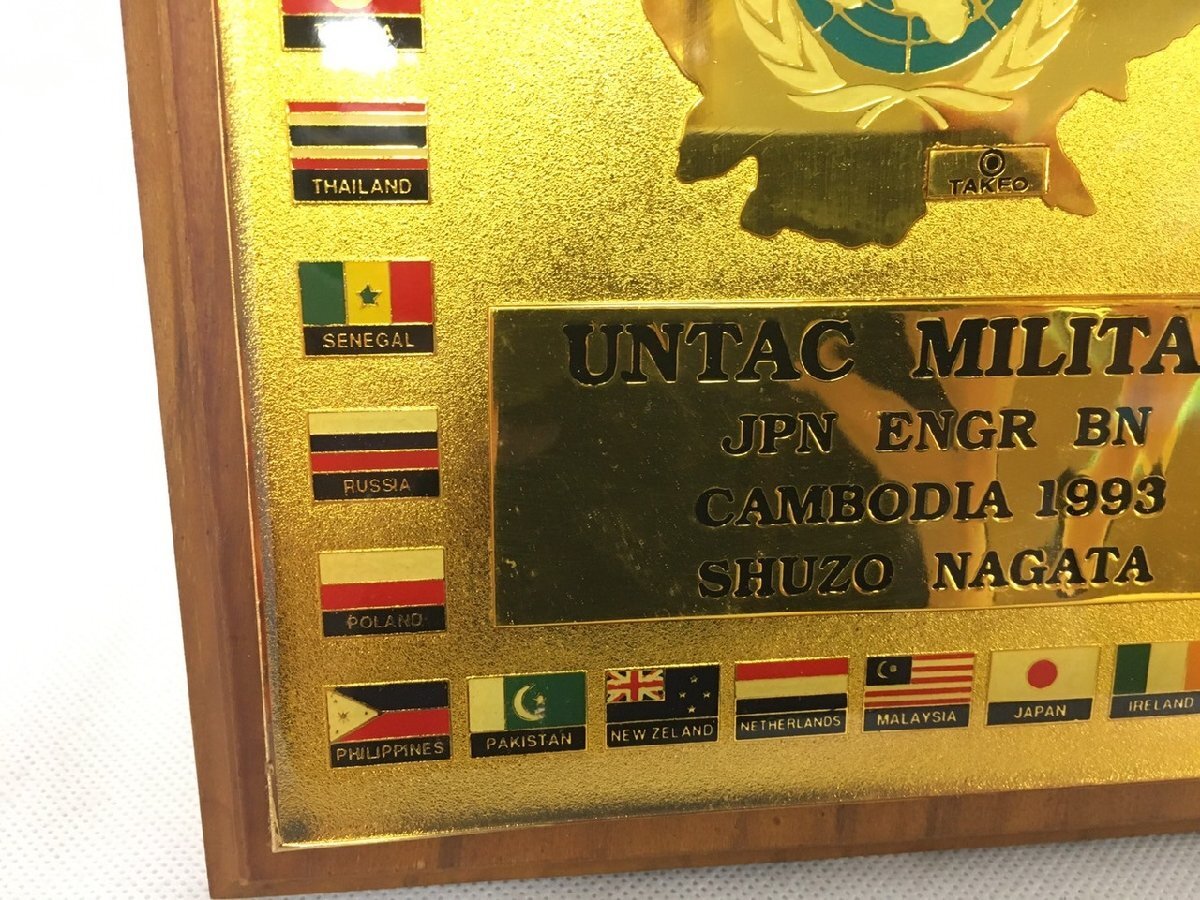 THAILAND
TAKEO
SENEGAL
UNTAC MILITA
JPN ENGR BN
CAMBODIA 1993
SHUZO NAGATA
RUSSIA
POLAND
PHILIPPINES
PAKISTAN
NEW ZELAND
NETHERLANDS
MALAYSIA
JAPAN
IRELAND